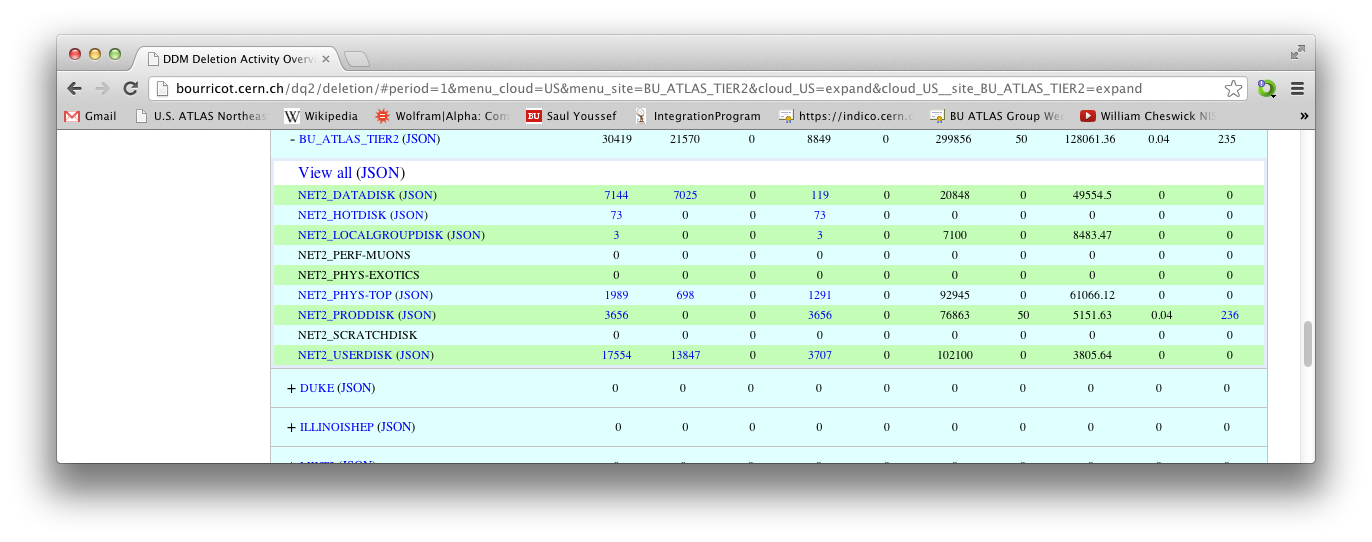 DDM Deletion Activity Overv
bourricot.cern.ch/dq2/deletion/#period=1&menu_cloud=US&menu_site=BU_ATLAS_TIER2&cloud_US=expand&cloud_US__site_BU_ATLAS_TIER2=expand
Gmail U.S. ATLAS Northeas W Wikipedia Wolfram|Alpha: Com BU Saul Youssef IntegrationProgram https://indico.cern.c BU ATLAS Group Wee William Cheswick NIS »
- BU_ATLAS_TIER2 (JSON) 30419 21570 0 8849 0 299856 50 128061.36 0.04 235
View all (JSON)
NET2_DATADISK (JSON) 7144 7025 0 119 0 20848 0 49554.5 0 0
NET2_HOTDISK (JSON) 73 0 0 73 0 0 0 0 0 0
NET2_LOCALGROUPDISK (JSON) 3 0 0 3 0 7100 0 8483.47 0 0
NET2_PERF-MUONS 0 0 0 0 0 0 0 0 0 0
NET2_PHYS-EXOTICS 0 0 0 0 0 0 0 0 0 0
NET2_PHYS-TOP (JSON) 1989 698 0 1291 0 92945 0 61066.12 0 0
NET2_PRODDISK (JSON) 3656 0 0 3656 0 76863 50 5151.63 0.04 236
NET2_SCRATCHDISK 0 0 0 0 0 0 0 0 0 0
NET2_USERDISK (JSON) 17554 13847 0 3707 0 102100 0 3805.64 0 0
+ DUKE (JSON) 0 0 0 0 0 0 0 0 0 0
+ ILLINOISHEP (JSON) 0 0 0 0 0 0 0 0 0 0